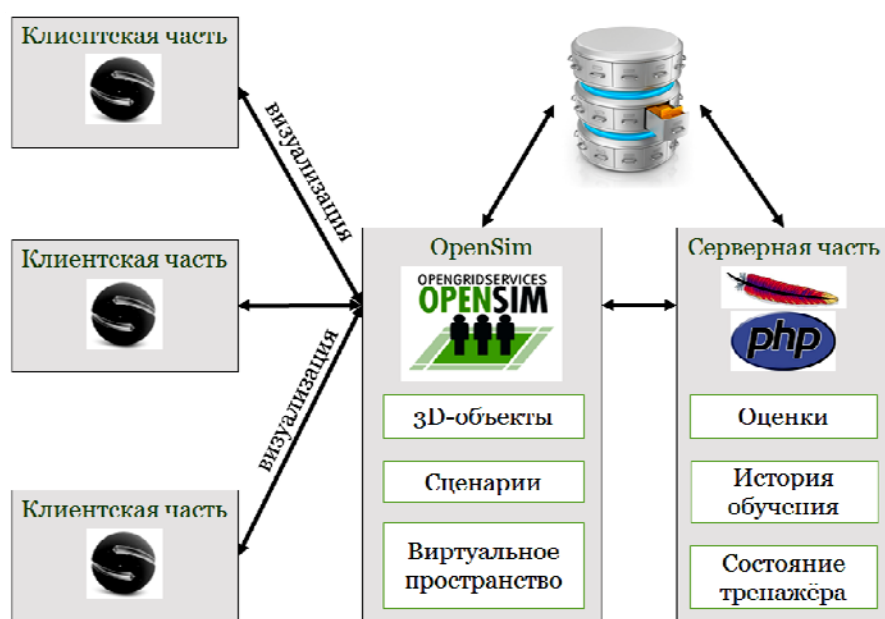 Клиентская часть
визуализация
Клиентская часть
визуализация
Клиентская часть
OpenSim
OPENGRIDSERVICES
OPENSIM
3D-объекты
Сценарии
Виртуальное
пространство
Серверная часть
php
Оценки
История
обучения
Состояние
тренажёра